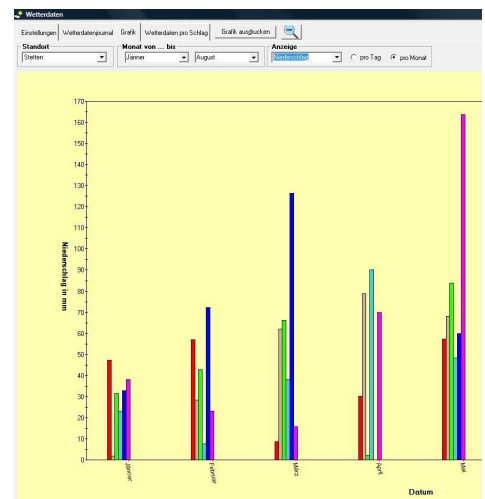 Wetterdaten
Einstellungen Wetterdatenjournal Grafik Wetterdaten pro Schlag Grafik ausdrucken
Standort Monat von ... bis Anzeige
Stetten Jänner August Niederschlag pro Tag pro Monat
170
160
150
140
130
120
110
100
90
80
70
60
50
40
30
20
10
0
Niederschlag in mm
Jänner Februar März April Mai
Datum